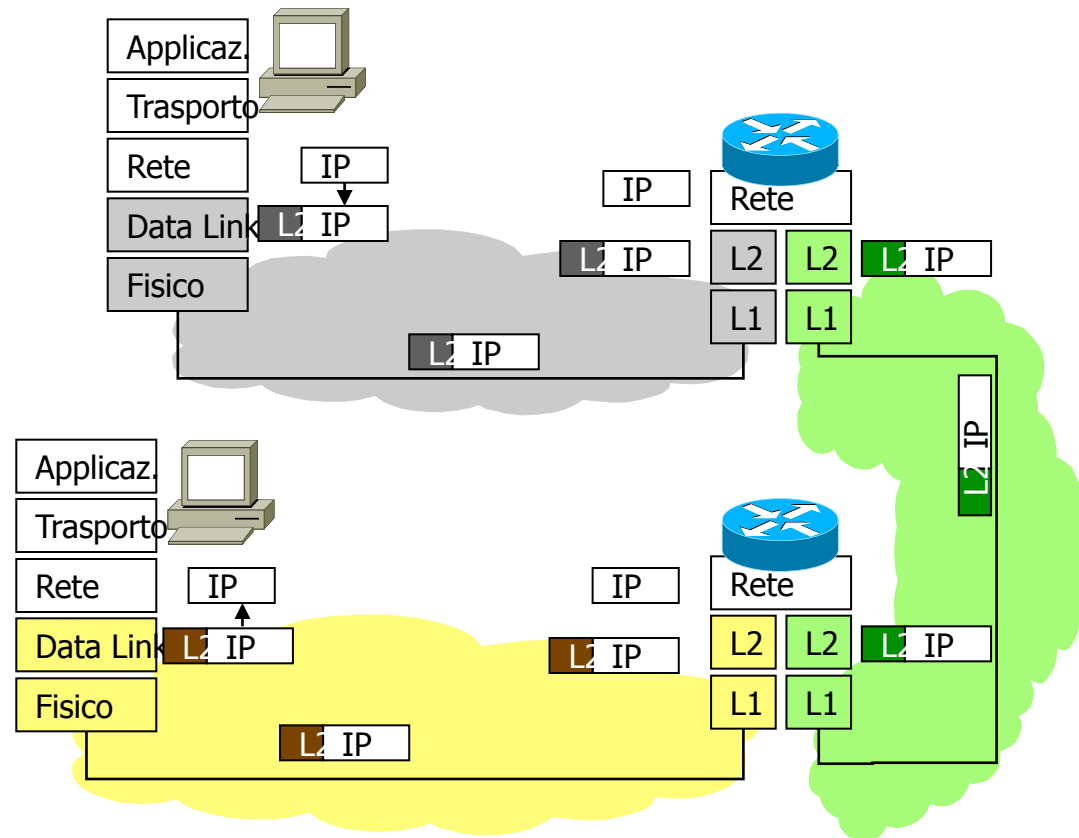 Applicaz.
Trasporto
Rete
Data Link
Fisico
IP
L2 IP
L2 IP
IP
Rete
L2 IP
L2
L2
L2 IP
L1
L1
L2 IP
Applicaz.
Trasporto
Rete
Data Link
Fisico
IP
L2 IP
L2 IP
IP
Rete
L2 IP
L2
L2
L2 IP
L1
L1